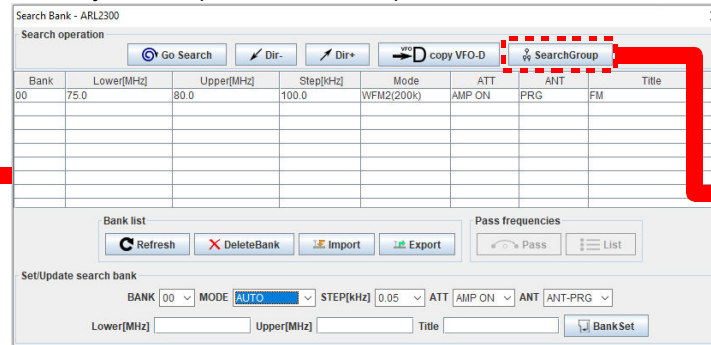 Search Bank - ARL2300
Search operation
Go Search Dir- Dir+ VFO D copy VFO-D SearchGroup
Bank Lower[MHz] Upper[MHz] Step[kHz] Mode ATT ANT Title
00 75.0 80.0 100.0 WFM2(200k) AMP ON PRG FM
Bank list Pass frequencies
Refresh DeleteBank Import Export Pass List
Set/Update search bank
BANK 00 MODE AUTO STEP[kHz] 0.05 ATT AMP ON ANT ANT-PRG
Lower[MHz] Upper[MHz] Title BankSet